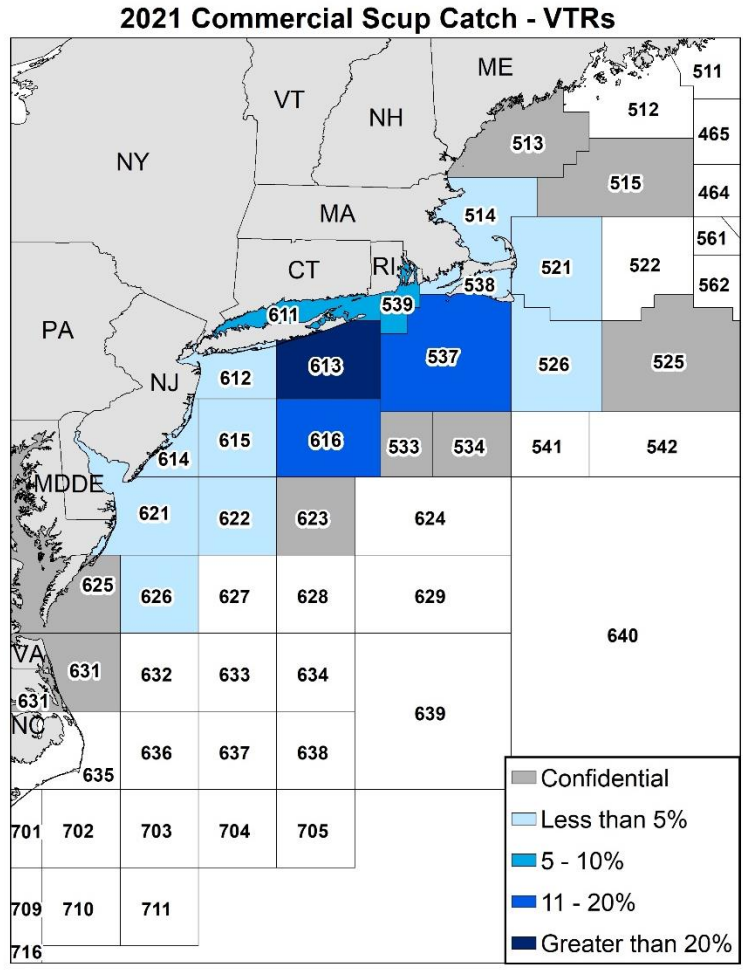 2021 Commercial Scup Catch - VTRs
ME
511
VT
512
NH
465
513
NY
515
464
MA
514
561
CT
RI
521
522
538
562
611
539
PA
537
526
525
NJ
612
613
614
615
616
533
534
541
542
MD
DE
621
622
623
624
625
626
627
628
629
640
VA
631
632
633
634
631
639
NC
635
636
637
638
Confidential
701
702
703
704
705
Less than 5%
5 - 10%
709
710
711
11 - 20%
716
Greater than 20%